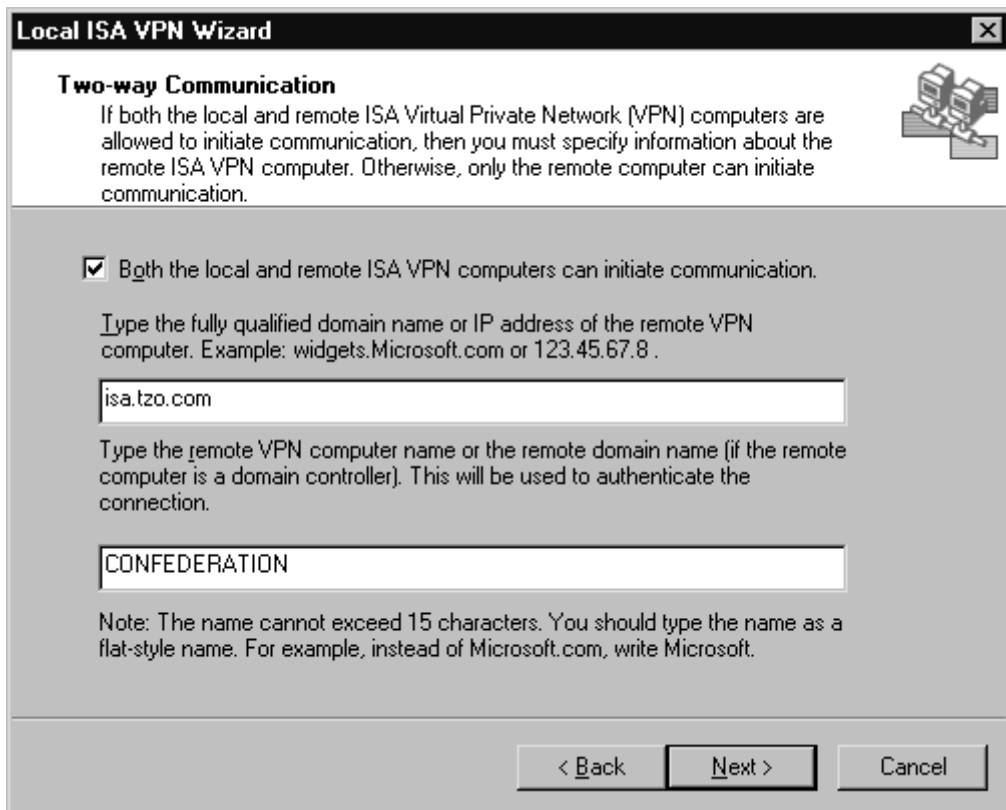 Local ISA VPN Wizard
Two-way Communication
If both the local and remote ISA Virtual Private Network (VPN) computers are
allowed to initiate communication, then you must specify information about the
remote ISA VPN computer. Otherwise, only the remote computer can initiate
communication.
Both the local and remote ISA VPN computers can initiate communication.
Type the fully qualified domain name or IP address of the remote VPN
computer. Example: widgets.Microsoft.com or 123.45.67.8 .
isa.tzo.com
Type the remote VPN computer name or the remote domain name (if the remote
computer is a domain controller). This will be used to authenticate the
connection.
CONFEDERATION
Note: The name cannot exceed 15 characters. You should type the name as a
flat-style name. For example, instead of Microsoft.com, write Microsoft.
< Back Next > Cancel